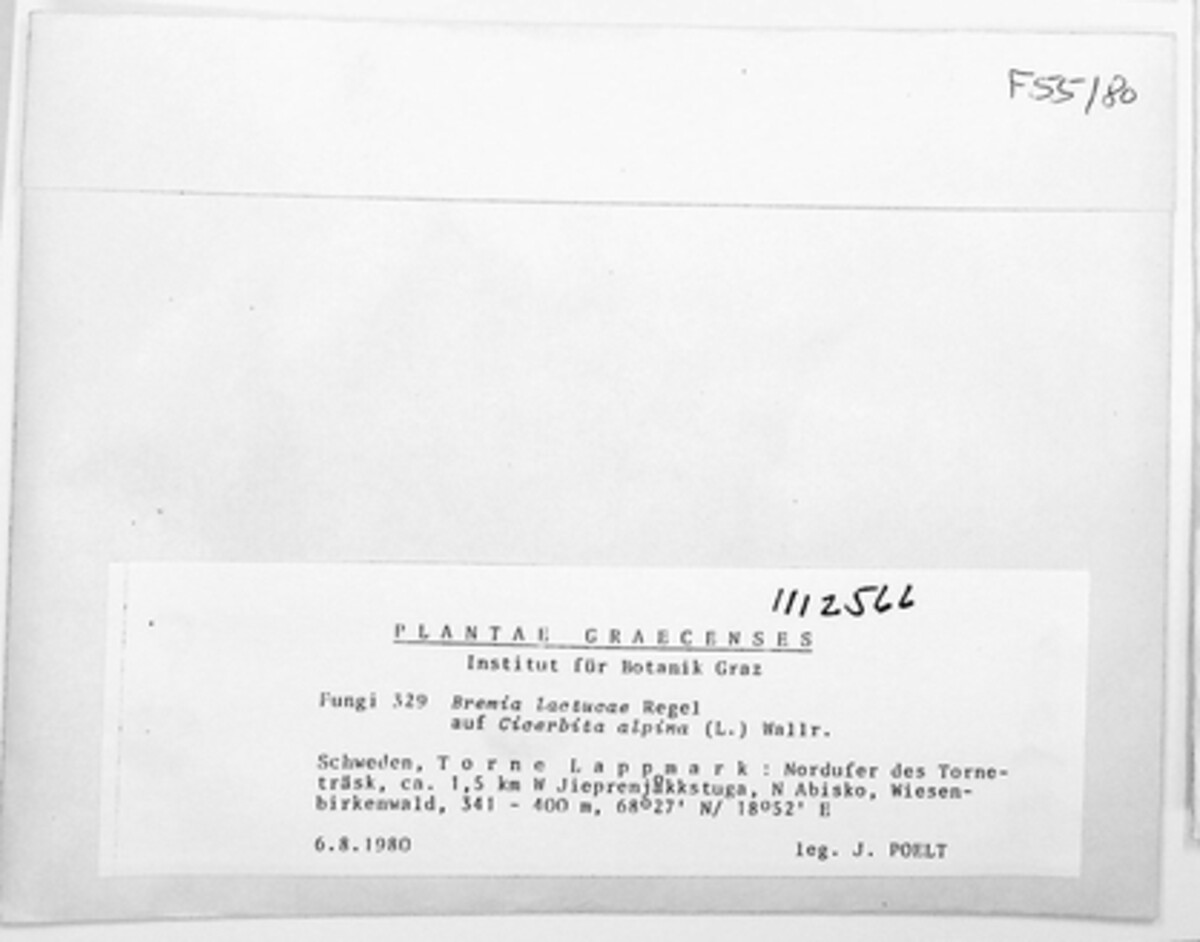 F55/80
1112566
PLANTAE GRAECENSES
Institut für Botanik Graz
Fungi 329 Bremia lactucae Regel
auf Cicerbita alpina (L.) Wallr.
Schweden, Torne Lappmark: Nordufer des Torne-
träsk, ca. 1,5 km W Jieprenjåkkstuga, N Abisko, Wiesen-
birkenwald, 341 - 400 m, 68°27' N/ 18°52' E
6.8.1980 leg. J. POELT